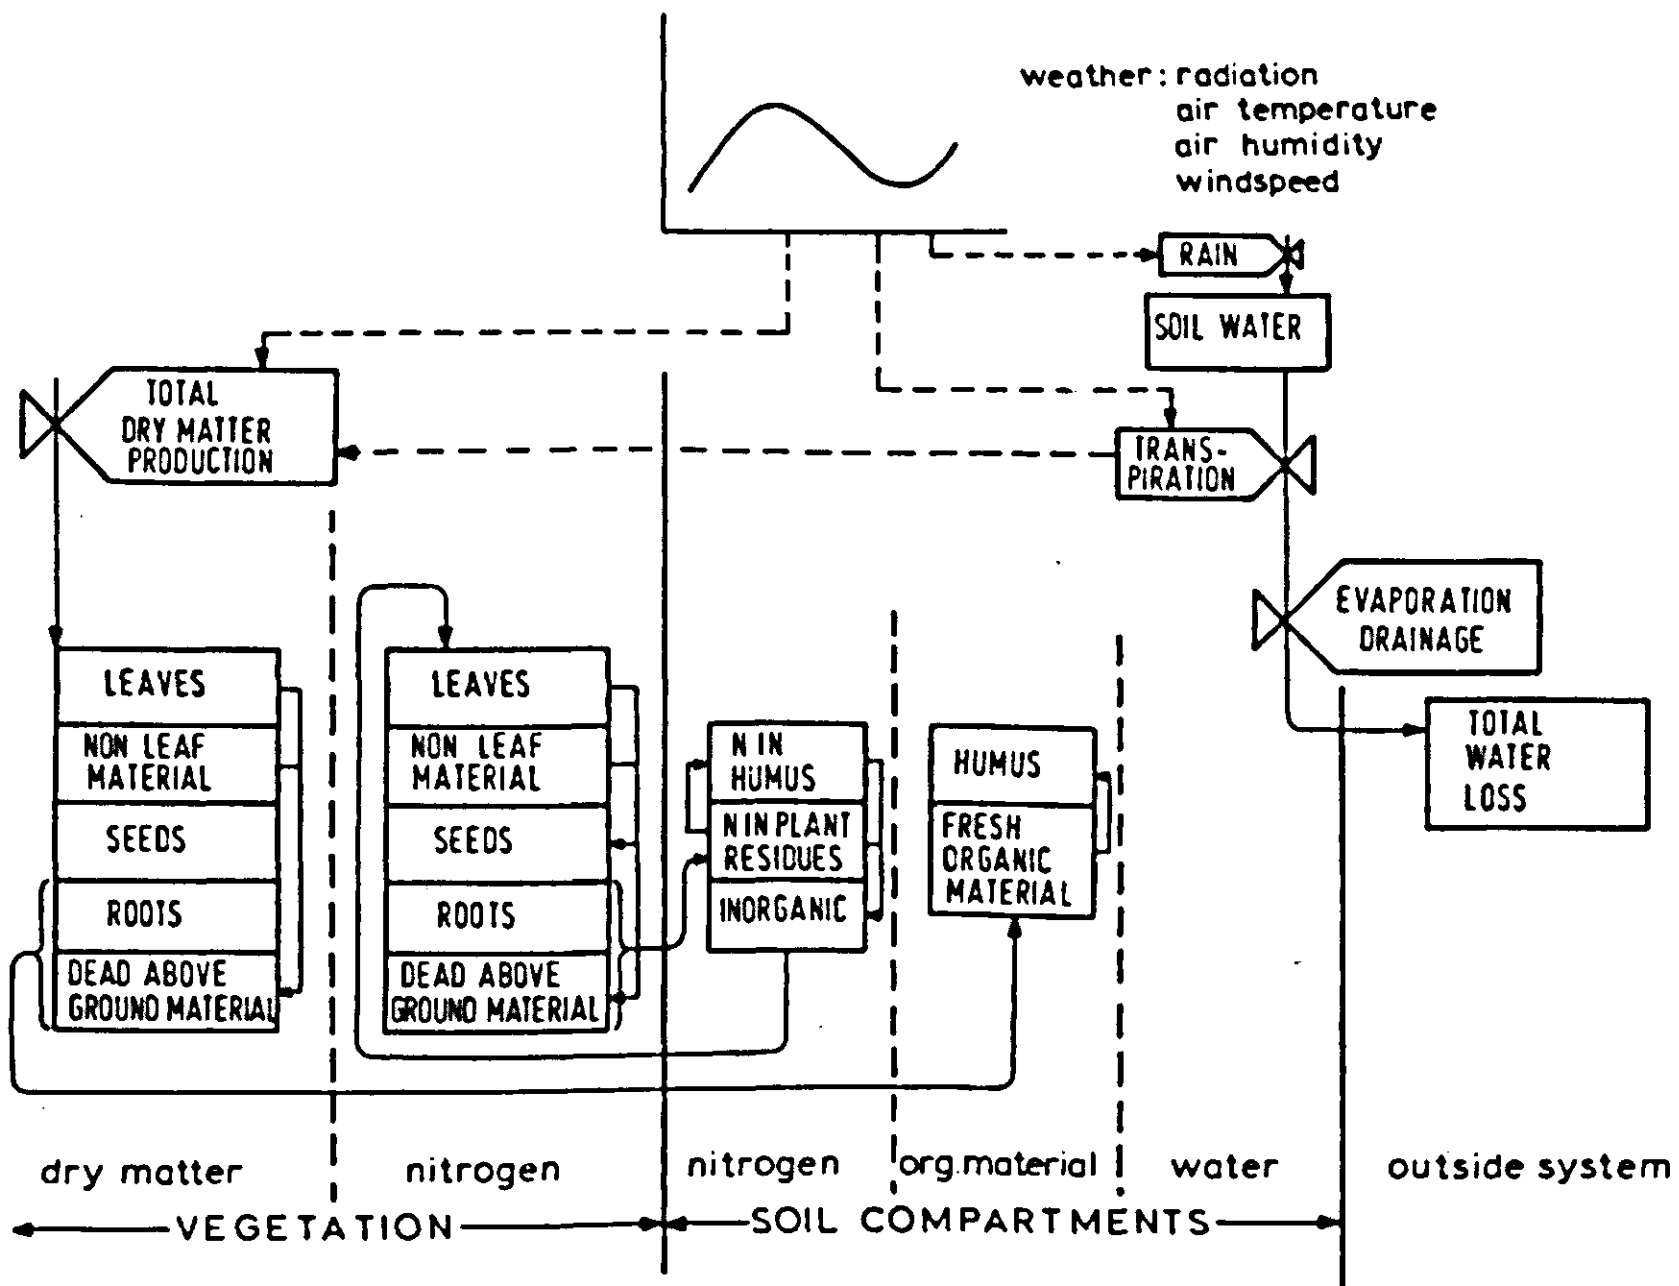 weather: radiation
air temperature
air humidity
windspeed
RAIN
SOIL WATER
TOTAL
DRY MATTER
PRODUCTION
TRANS-
PIRATION
EVAPORATION
DRAINAGE
LEAVES
NON LEAF
MATERIAL
SEEDS
ROOTS
DEAD ABOVE
GROUND MATERIAL
LEAVES
NON LEAF
MATERIAL
SEEDS
ROOTS
DEAD ABOVE
GROUND MATERIAL
N IN
HUMUS
N IN PLANT
RESIDUES
INORGANIC
HUMUS
FRESH
ORGANIC
MATERIAL
TOTAL
WATER
LOSS
dry matter
nitrogen
nitrogen
org.material
water
outside system
VEGETATION
SOIL COMPARTMENTS